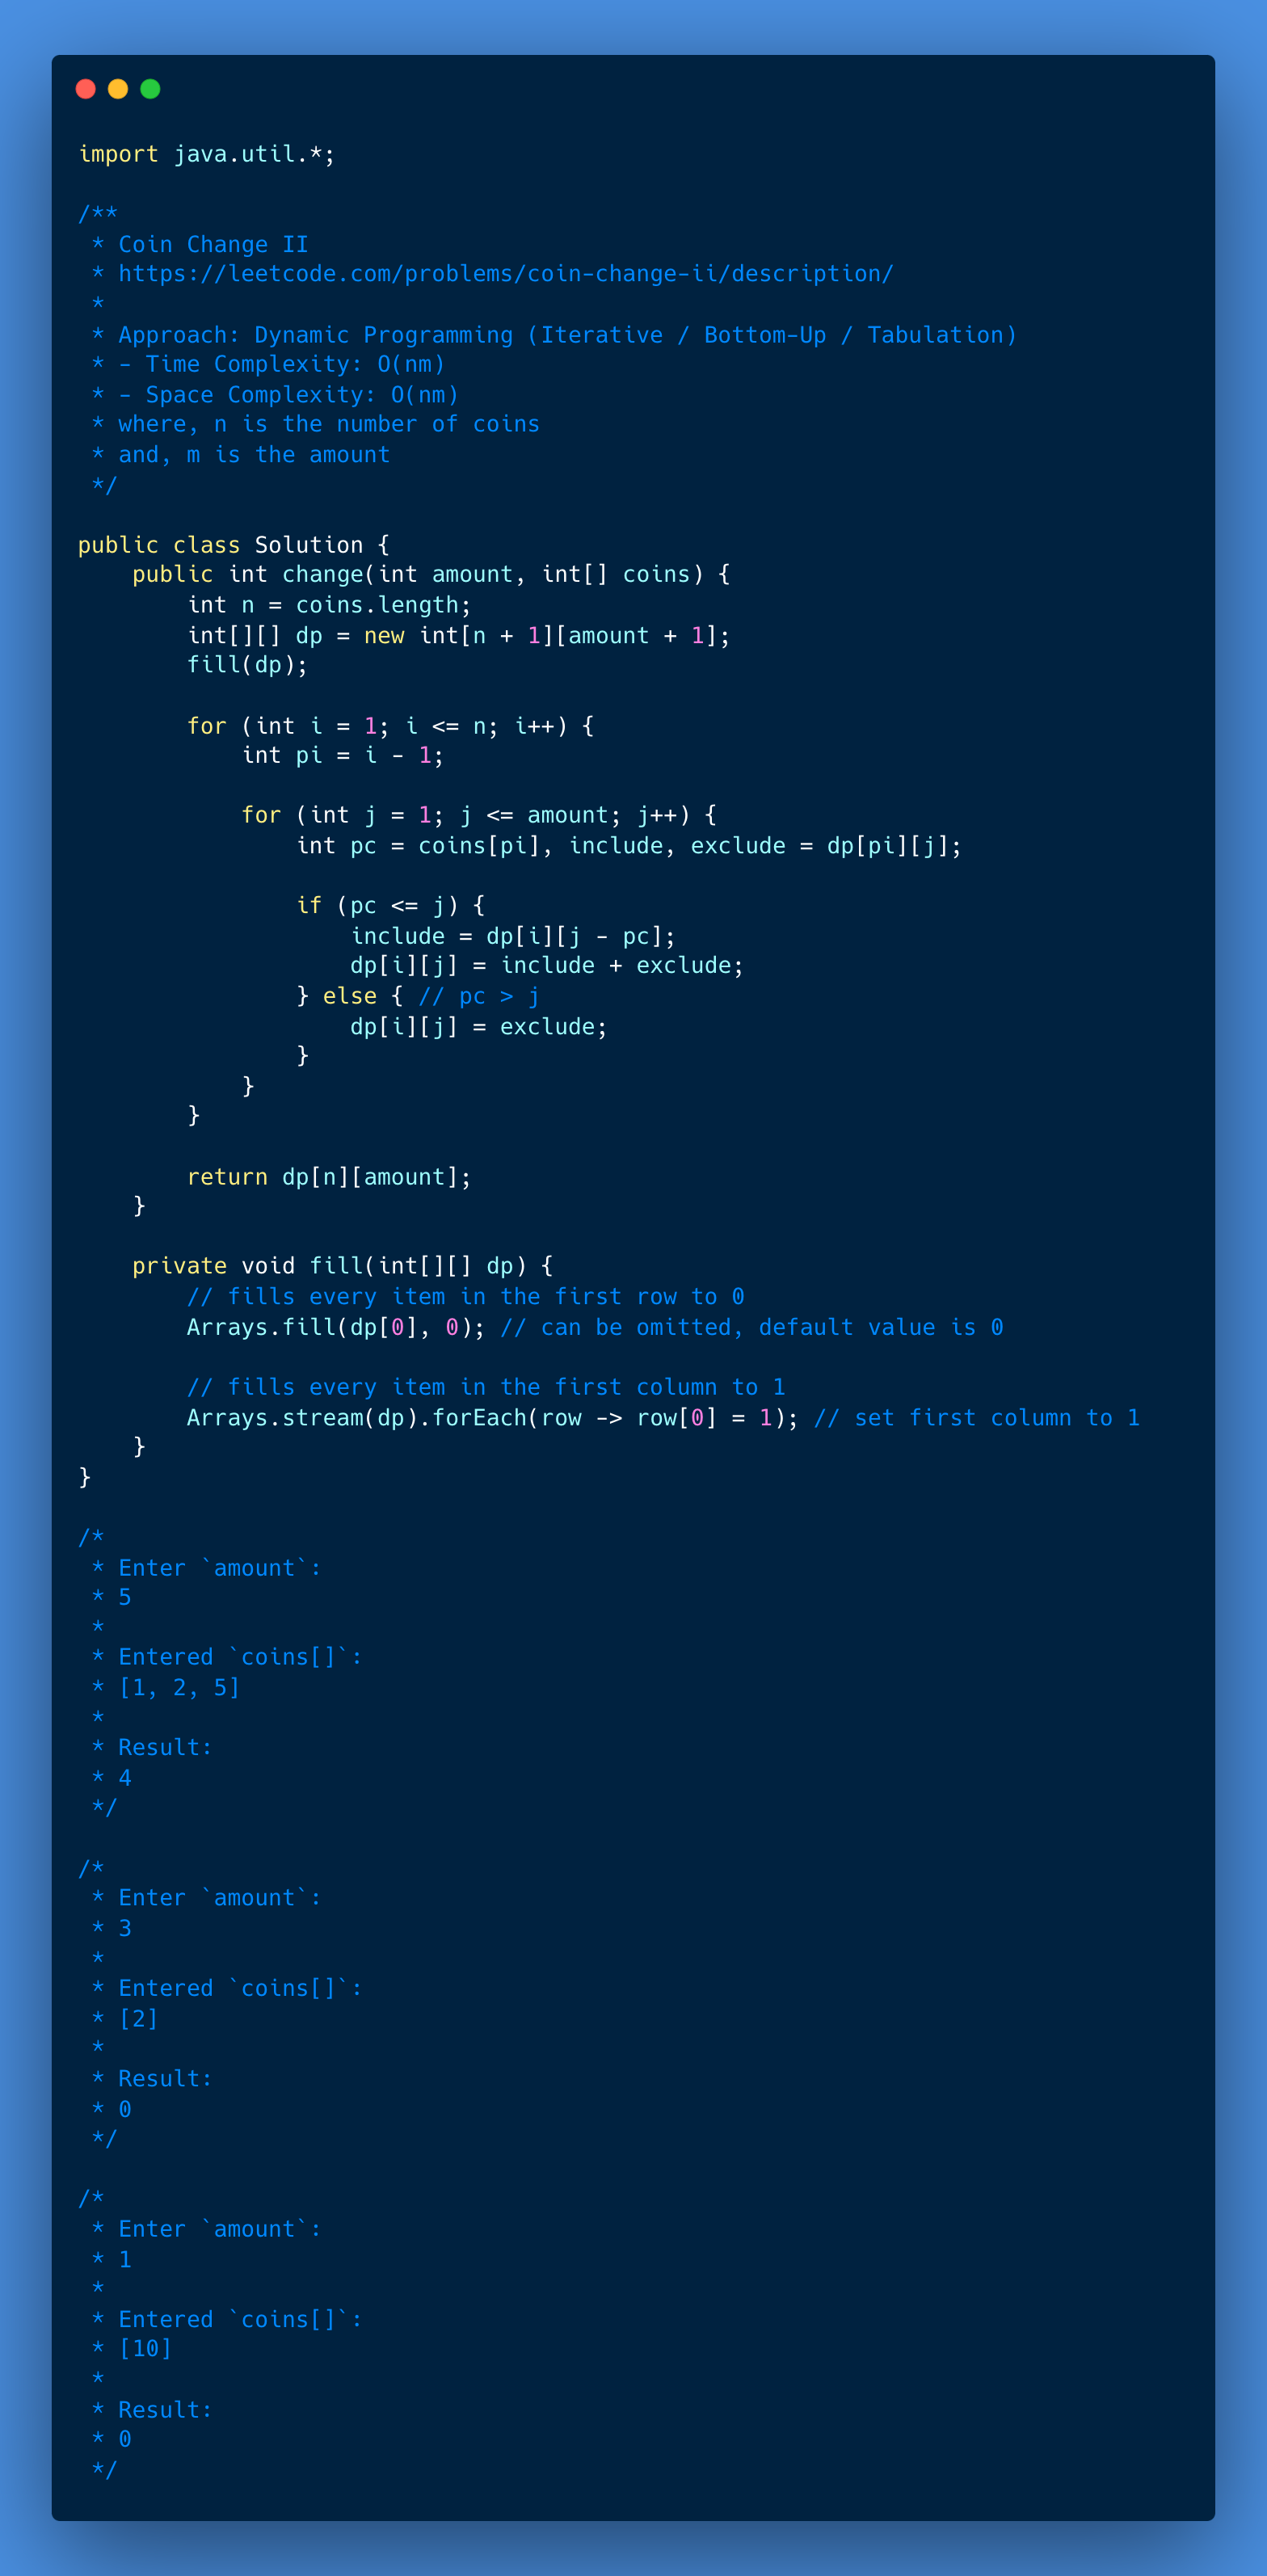 import java.util.*;

/**
 * Coin Change II
 * https://leetcode.com/problems/coin-change-ii/description/
 *
 * Approach: Dynamic Programming (Iterative / Bottom-Up / Tabulation)
 * - Time Complexity: O(nm)
 * - Space Complexity: O(nm)
 * where, n is the number of coins
 * and, m is the amount
 */

public class Solution {
    public int change(int amount, int[] coins) {
        int n = coins.length;
        int[][] dp = new int[n + 1][amount + 1];
        fill(dp);

        for (int i = 1; i <= n; i++) {
            int pi = i - 1;

            for (int j = 1; j <= amount; j++) {
                int pc = coins[pi], include, exclude = dp[pi][j];

                if (pc <= j) {
                    include = dp[i][j - pc];
                    dp[i][j] = include + exclude;
                } else { // pc > j
                    dp[i][j] = exclude;
                }
            }
        }

        return dp[n][amount];
    }

    private void fill(int[][] dp) {
        // fills every item in the first row to 0
        Arrays.fill(dp[0], 0); // can be omitted, default value is 0

        // fills every item in the first column to 1
        Arrays.stream(dp).forEach(row -> row[0] = 1); // set first column to 1
    }
}

/*
 * Enter `amount`:
 * 5
 *
 * Entered `coins[]`:
 * [1, 2, 5]
 *
 * Result:
 * 4
 */

/*
 * Enter `amount`:
 * 3
 *
 * Entered `coins[]`:
 * [2]
 *
 * Result:
 * 0
 */

/*
 * Enter `amount`:
 * 1
 *
 * Entered `coins[]`:
 * [10]
 *
 * Result:
 * 0
 */